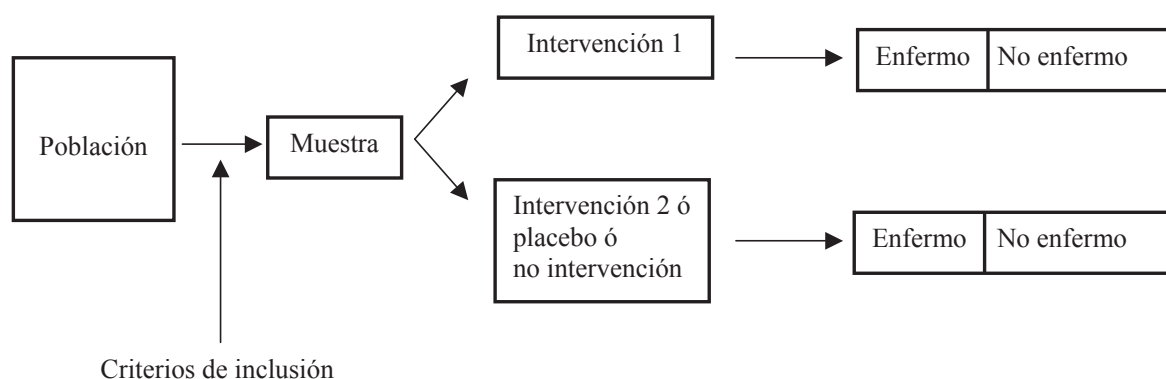 Población
Muestra
Intervención 1
Enfermo
No enfermo
Intervención 2 ó
placebo ó
no intervención
Enfermo
No enfermo
Criterios de inclusión